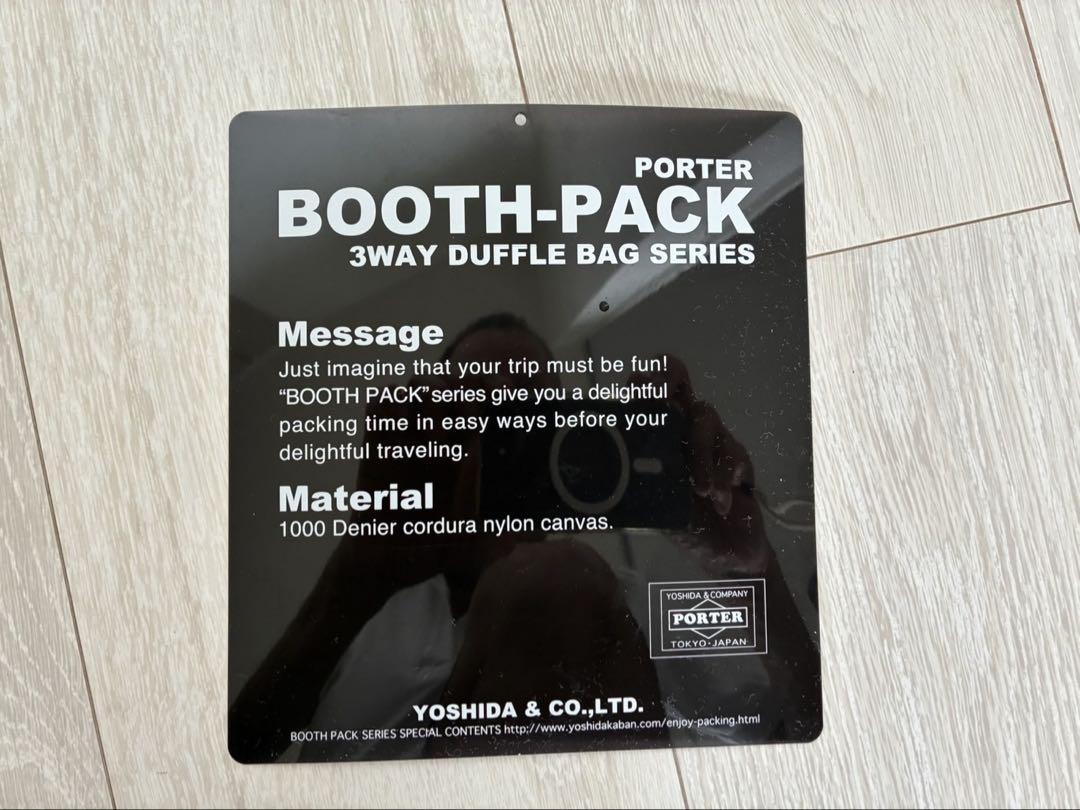 PORTER
BOOTH-PACK
3WAY DUFFLE BAG SERIES
Message
Just imagine that your trip must be fun!
“BOOTH PACK”series give you a delightful
packing time in easy ways before your
delightful traveling.
Material
1000 Denier cordura nylon canvas.
YOSHIDA & COMPANY
PORTER
TOKYO·JAPAN
YOSHIDA & CO.,LTD.
BOOTH PACK SERIES SPECIAL CONTENTS http://www.yoshidakaban.com/enjoy-packing.html